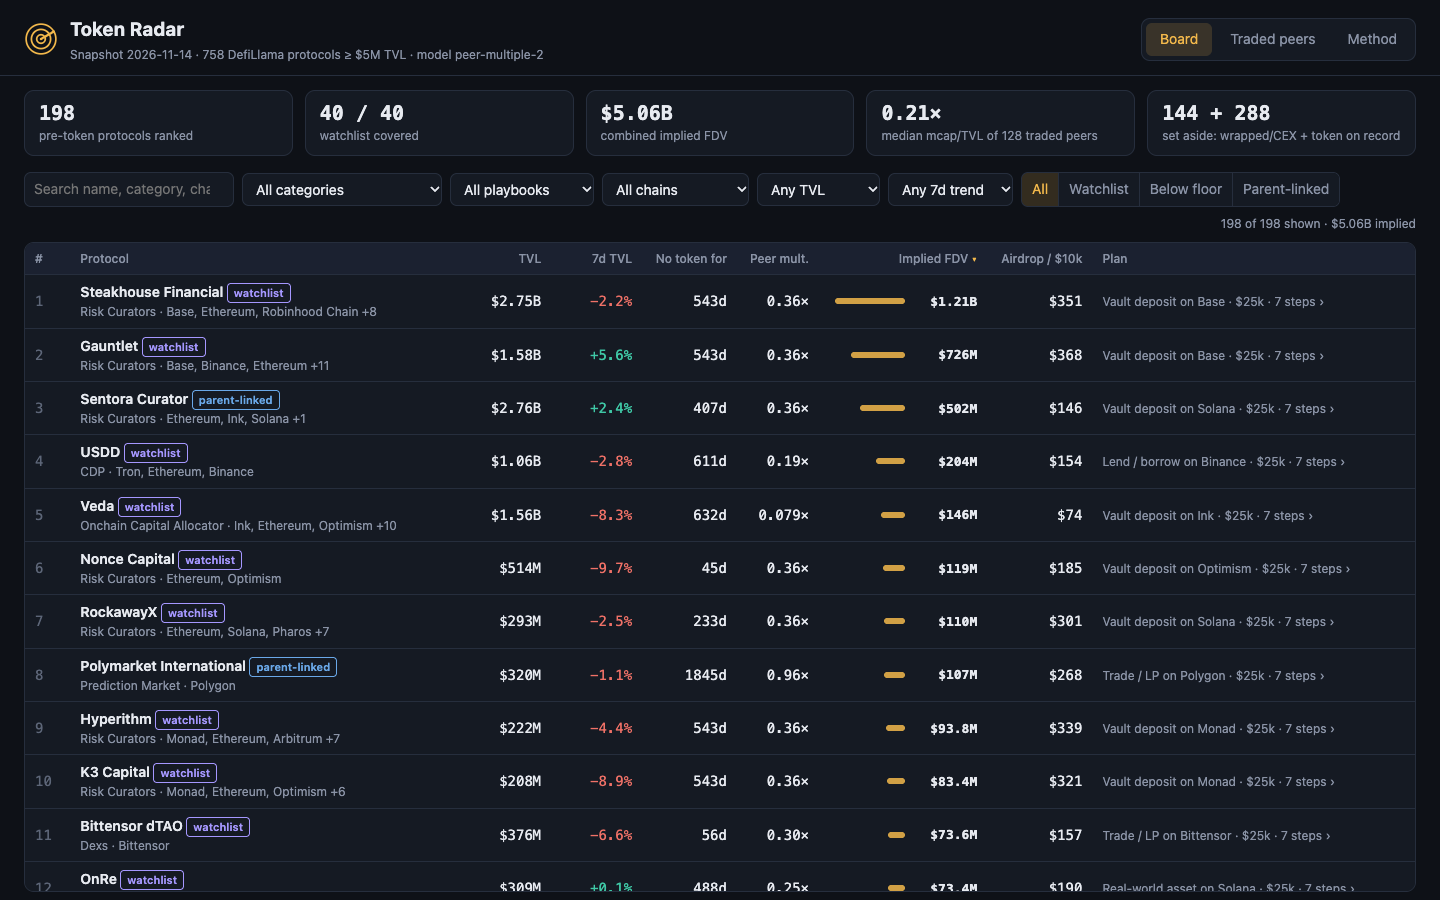 Token Radar
Snapshot 2026-11-14 · 758 DefiLlama protocols ≥ $5M TVL · model peer-multiple-2
Board Traded peers Method
198
pre-token protocols ranked
40 / 40
watchlist covered
$5.06B
combined implied FDV
0.21×
median mcap/TVL of 128 traded peers
144 + 288
set aside: wrapped/CEX + token on record
Search name, category, cha
All categories All playbooks All chains Any TVL Any 7d trend All Watchlist Below floor Parent-linked
198 of 198 shown · $5.06B implied
# Protocol TVL 7d TVL No token for Peer mult. Implied FDV ▾ Airdrop / $10k Plan
1 Steakhouse Financial watchlist $2.75B −2.2% 543d 0.36× $1.21B $351 Vault deposit on Base · $25k · 7 steps ›
Risk Curators · Base, Ethereum, Robinhood Chain +8
2 Gauntlet watchlist $1.58B +5.6% 543d 0.36× $726M $368 Vault deposit on Base · $25k · 7 steps ›
Risk Curators · Base, Binance, Ethereum +11
3 Sentora Curator parent-linked $2.76B +2.4% 407d 0.36× $502M $146 Vault deposit on Solana · $25k · 7 steps ›
Risk Curators · Ethereum, Ink, Solana +1
4 USDD watchlist $1.06B −2.8% 611d 0.19× $204M $154 Lend / borrow on Binance · $25k · 7 steps ›
CDP · Tron, Ethereum, Binance
5 Veda watchlist $1.56B −8.3% 632d 0.079× $146M $74 Vault deposit on Ink · $25k · 7 steps ›
Onchain Capital Allocator · Ink, Ethereum, Optimism +10
6 Nonce Capital watchlist $514M −9.7% 45d 0.36× $119M $185 Vault deposit on Optimism · $25k · 7 steps ›
Risk Curators · Ethereum, Optimism
7 RockawayX watchlist $293M −2.5% 233d 0.36× $110M $301 Vault deposit on Solana · $25k · 7 steps ›
Risk Curators · Ethereum, Solana, Pharos +7
8 Polymarket International parent-linked $320M −1.1% 1845d 0.96× $107M $268 Trade / LP on Polygon · $25k · 7 steps ›
Prediction Market · Polygon
9 Hyperithm watchlist $222M −4.4% 543d 0.36× $93.8M $339 Vault deposit on Monad · $25k · 7 steps ›
Risk Curators · Monad, Ethereum, Arbitrum +7
10 K3 Capital watchlist $208M −8.9% 543d 0.36× $83.4M $321 Vault deposit on Monad · $25k · 7 steps ›
Risk Curators · Monad, Ethereum, Optimism +6
11 Bittensor dTAO watchlist $376M −6.6% 56d 0.30× $73.6M $157 Trade / LP on Bittensor · $25k · 7 steps ›
Dexs · Bittensor
12 OnRe watchlist $309M +0.1% 488d 0.25× $73.4M $190 Real-world asset on Solana · $25k · 7 steps ›